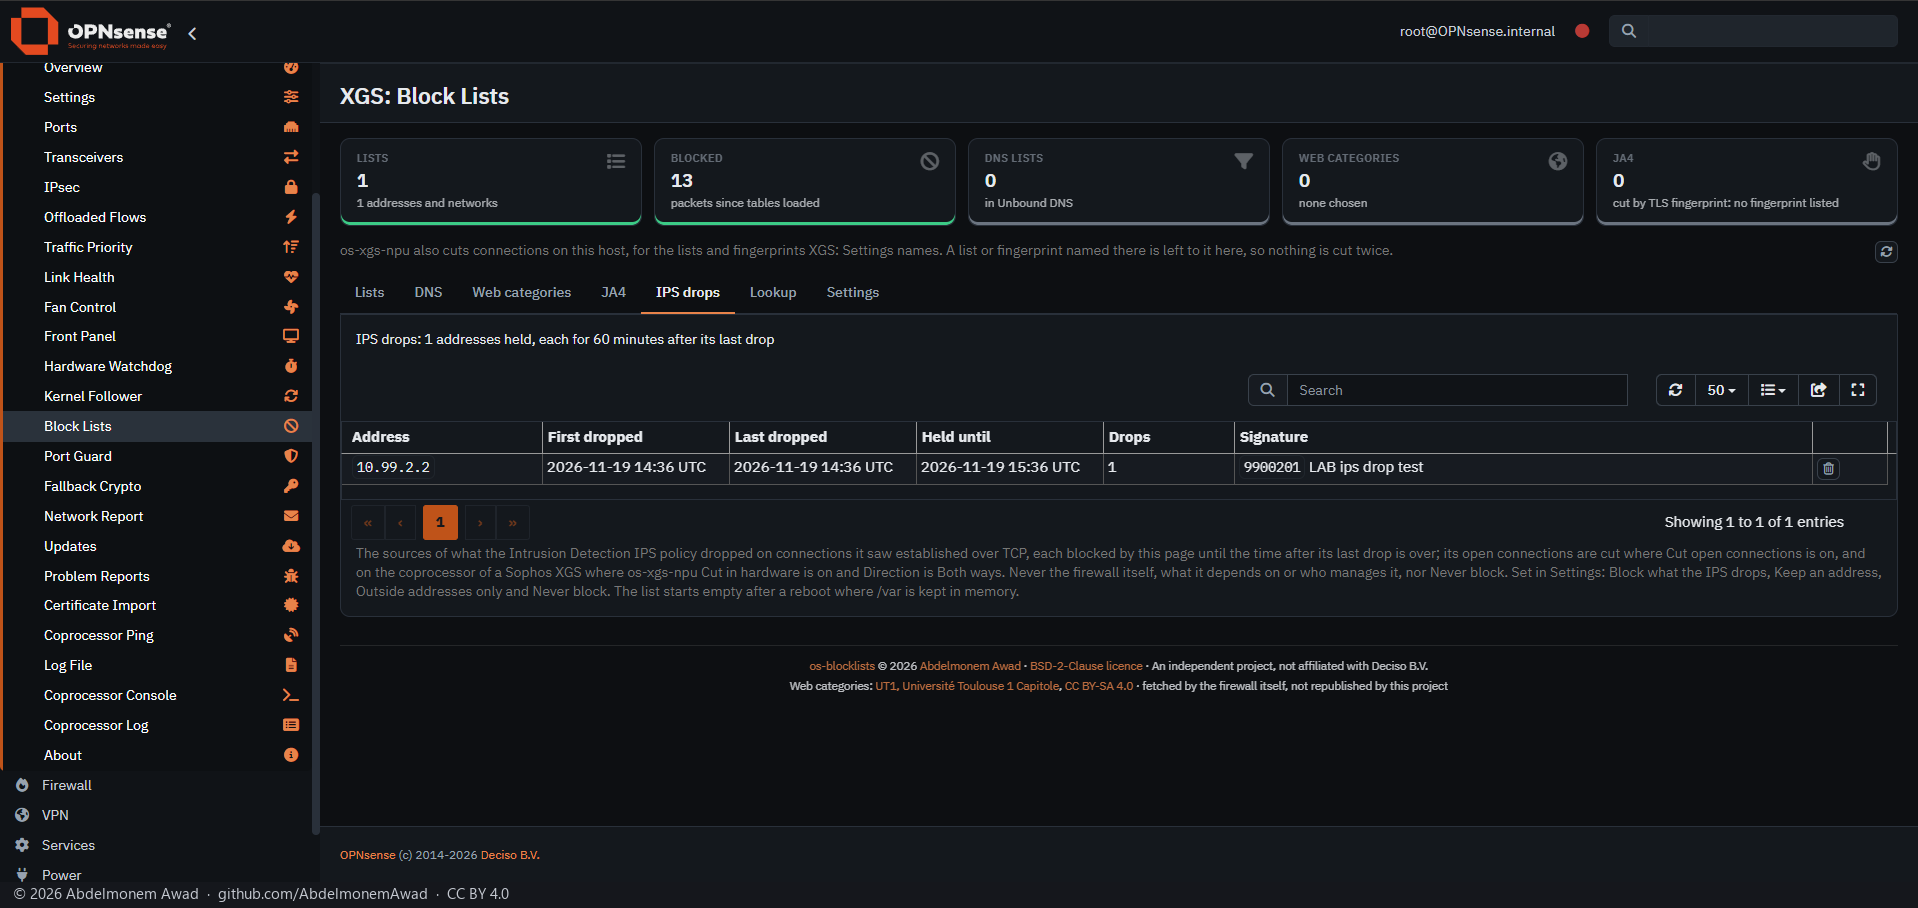 OPNsense®
Securing networks made easy
root@OPNsense.internal
Overview
Settings
Ports
Transceivers
IPsec
Offloaded Flows
Traffic Priority
Link Health
Fan Control
Front Panel
Hardware Watchdog
Kernel Follower
Block Lists
Port Guard
Fallback Crypto
Network Report
Updates
Problem Reports
Certificate Import
Coprocessor Ping
Log File
Coprocessor Console
Coprocessor Log
About
Firewall
VPN
Services
Power
XGS: Block Lists
LISTS
1
1 addresses and networks
BLOCKED
13
packets since tables loaded
DNS LISTS
0
in Unbound DNS
WEB CATEGORIES
0
none chosen
JA4
0
cut by TLS fingerprint: no fingerprint listed
os-xgs-npu also cuts connections on this host, for the lists and fingerprints XGS: Settings names. A list or fingerprint named there is left to it here, so nothing is cut twice.
Lists DNS Web categories JA4 IPS drops Lookup Settings
IPS drops: 1 addresses held, each for 60 minutes after its last drop
Search
50
Address First dropped Last dropped Held until Drops Signature
10.99.2.2 2026-11-19 14:36 UTC 2026-11-19 14:36 UTC 2026-11-19 15:36 UTC 1 9900201 LAB ips drop test
« ‹ 1 › »
Showing 1 to 1 of 1 entries
The sources of what the Intrusion Detection IPS policy dropped on connections it saw established over TCP, each blocked by this page until the time after its last drop is over; its open connections are cut where Cut open connections is on, and
on the coprocessor of a Sophos XGS where os-xgs-npu Cut in hardware is on and Direction is Both ways. Never the firewall itself, what it depends on or who manages it, nor Never block. Set in Settings: Block what the IPS drops, Keep an address,
Outside addresses only and Never block. The list starts empty after a reboot where /var is kept in memory.
os-blocklists © 2026 Abdelmonem Awad · BSD-2-Clause licence · An independent project, not affiliated with Deciso B.V.
Web categories: UT1, Université Toulouse 1 Capitole, CC BY-SA 4.0 · fetched by the firewall itself, not republished by this project
OPNsense (c) 2014-2026 Deciso B.V.
© 2026 Abdelmonem Awad · github.com/AbdelmonemAwad · CC BY 4.0